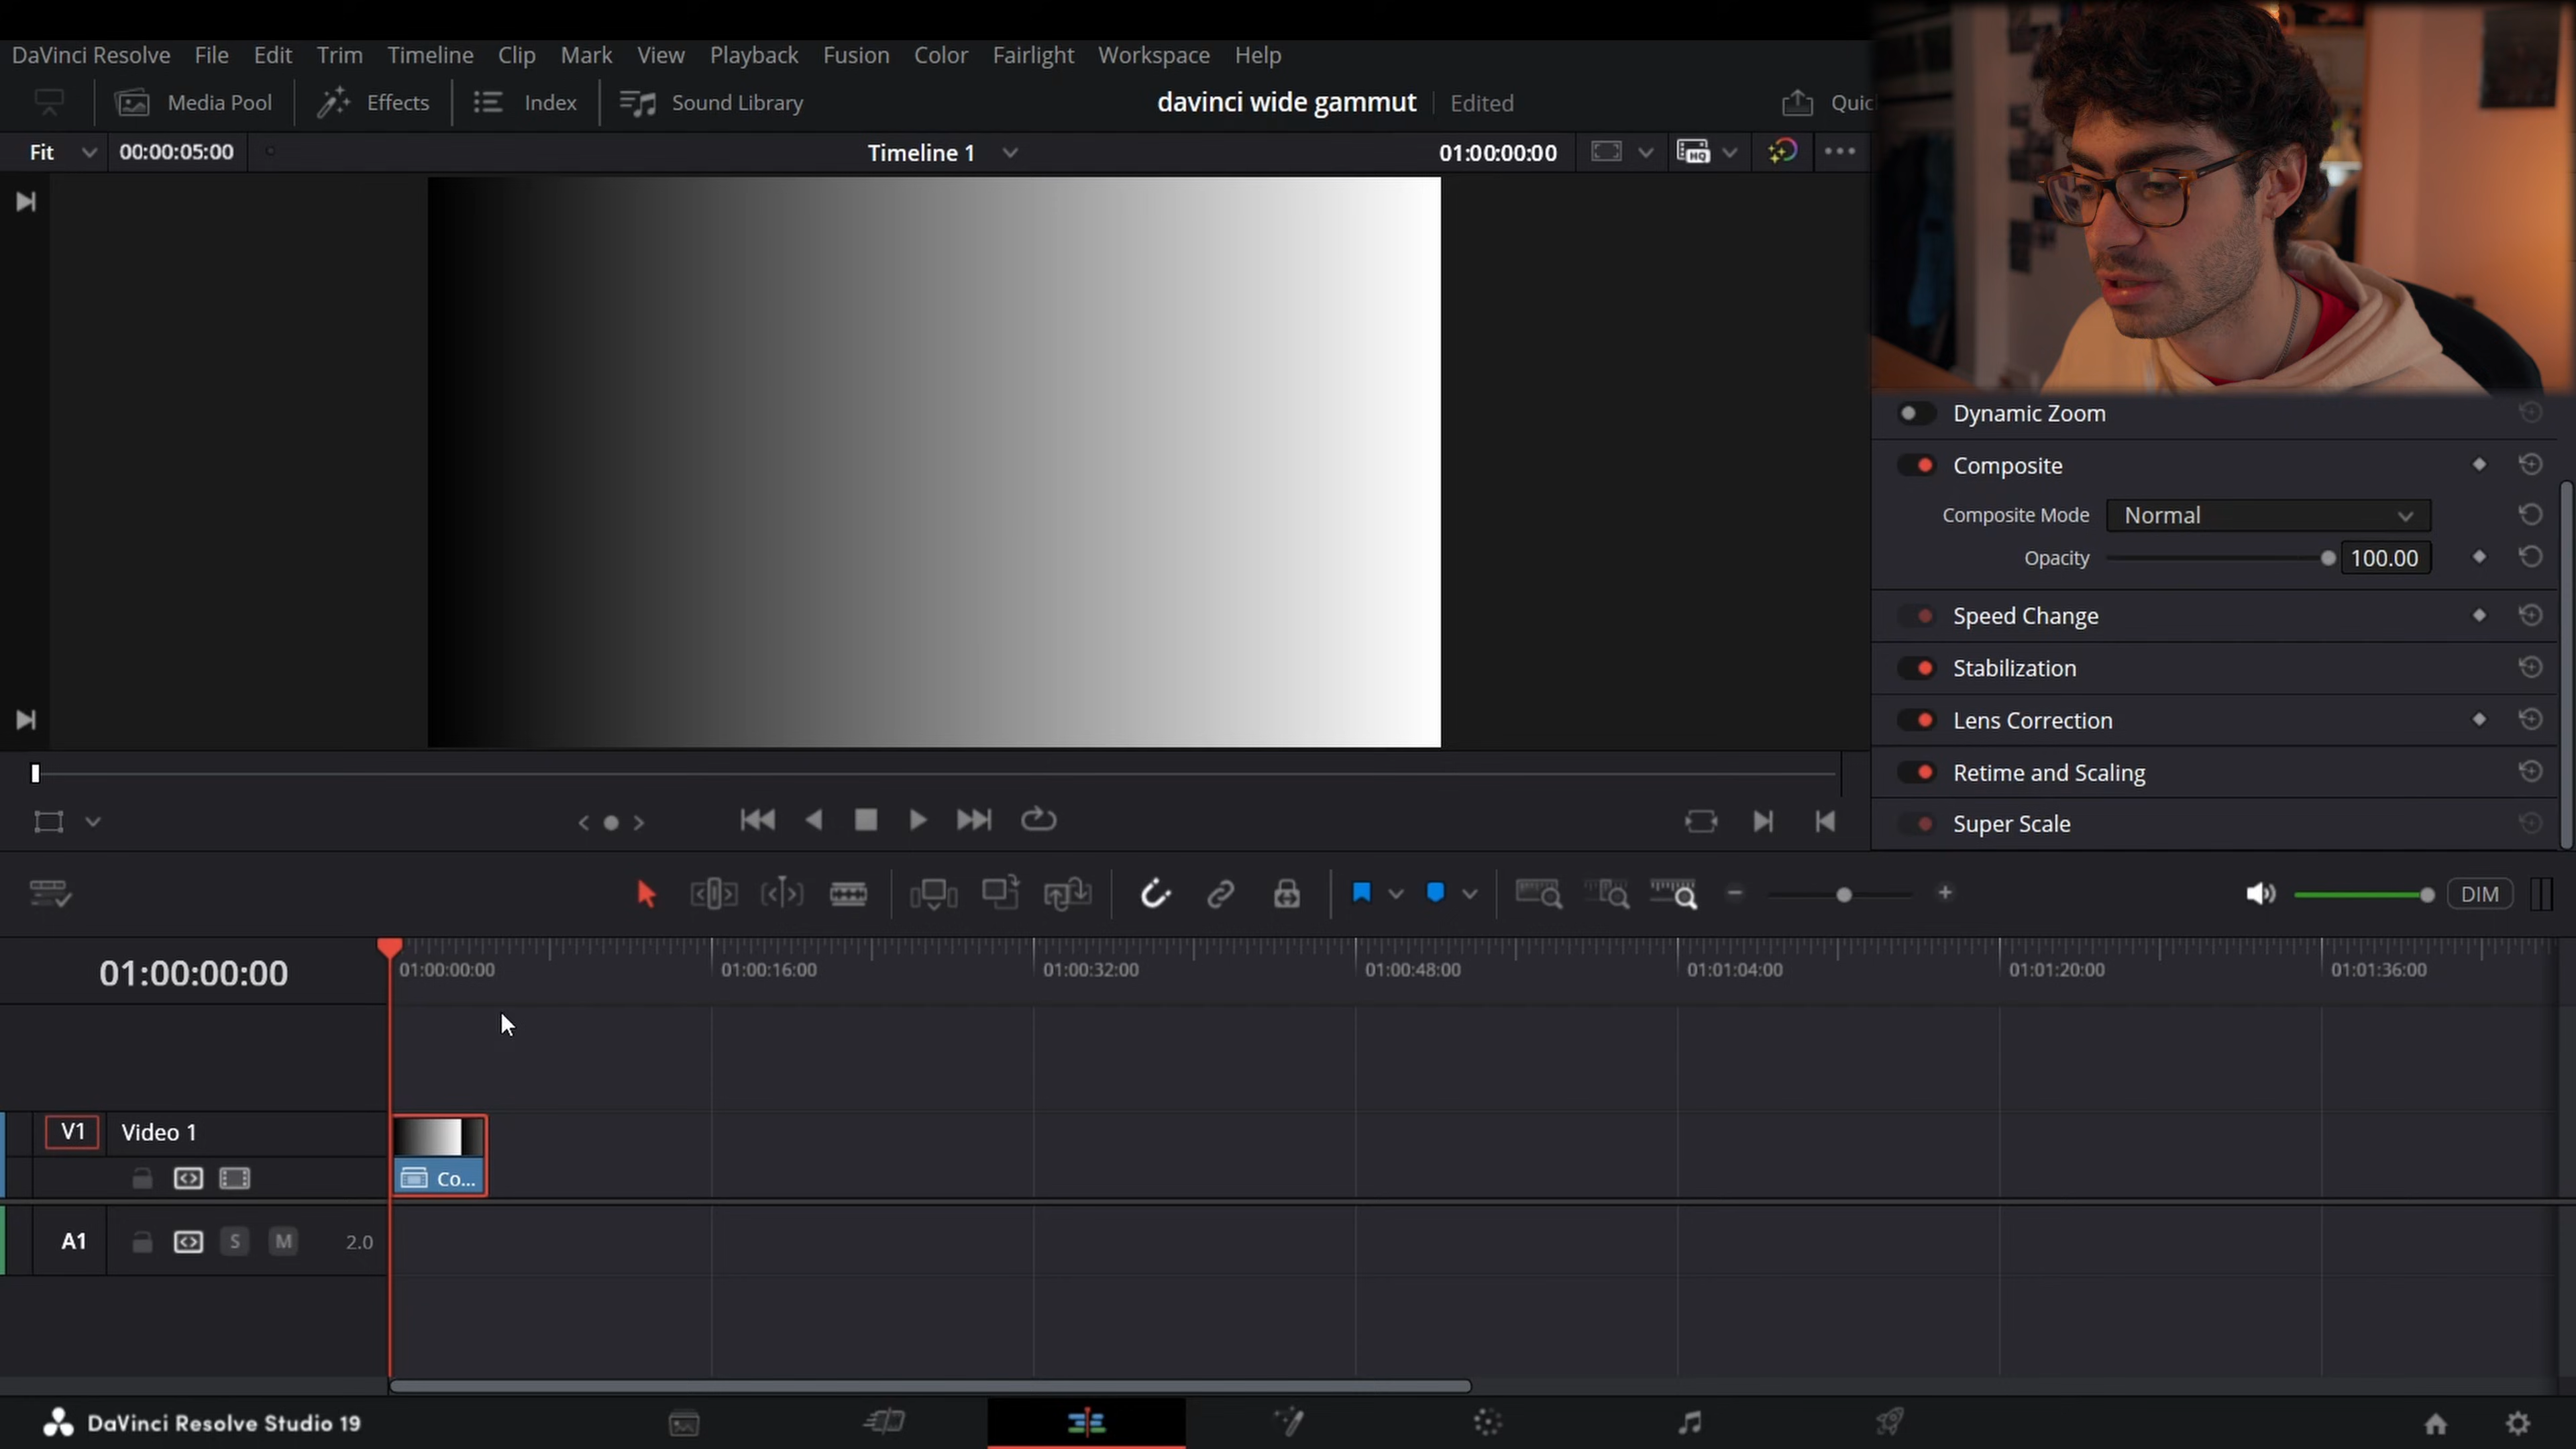 DaVinci Resolve File Edit Trim Timeline Clip Mark View Playback Fusion Color Fairlight Workspace Help
Media Pool Effects Index Sound Library davinci wide gammut Edited Quic
Fit 00:00:05:00 Timeline 1 01:00:00:00 HQ
Dynamic Zoom
Composite
Composite Mode Normal
Opacity 100.00
Speed Change
Stabilization
Lens Correction
Retime and Scaling
Super Scale
DIM
01:00:00:00 01:00:00:00 01:00:16:00 01:00:32:00 01:00:48:00 01:01:04:00 01:01:20:00 01:01:36:00
V1 Video 1
Co...
A1 S M 2.0
DaVinci Resolve Studio 19